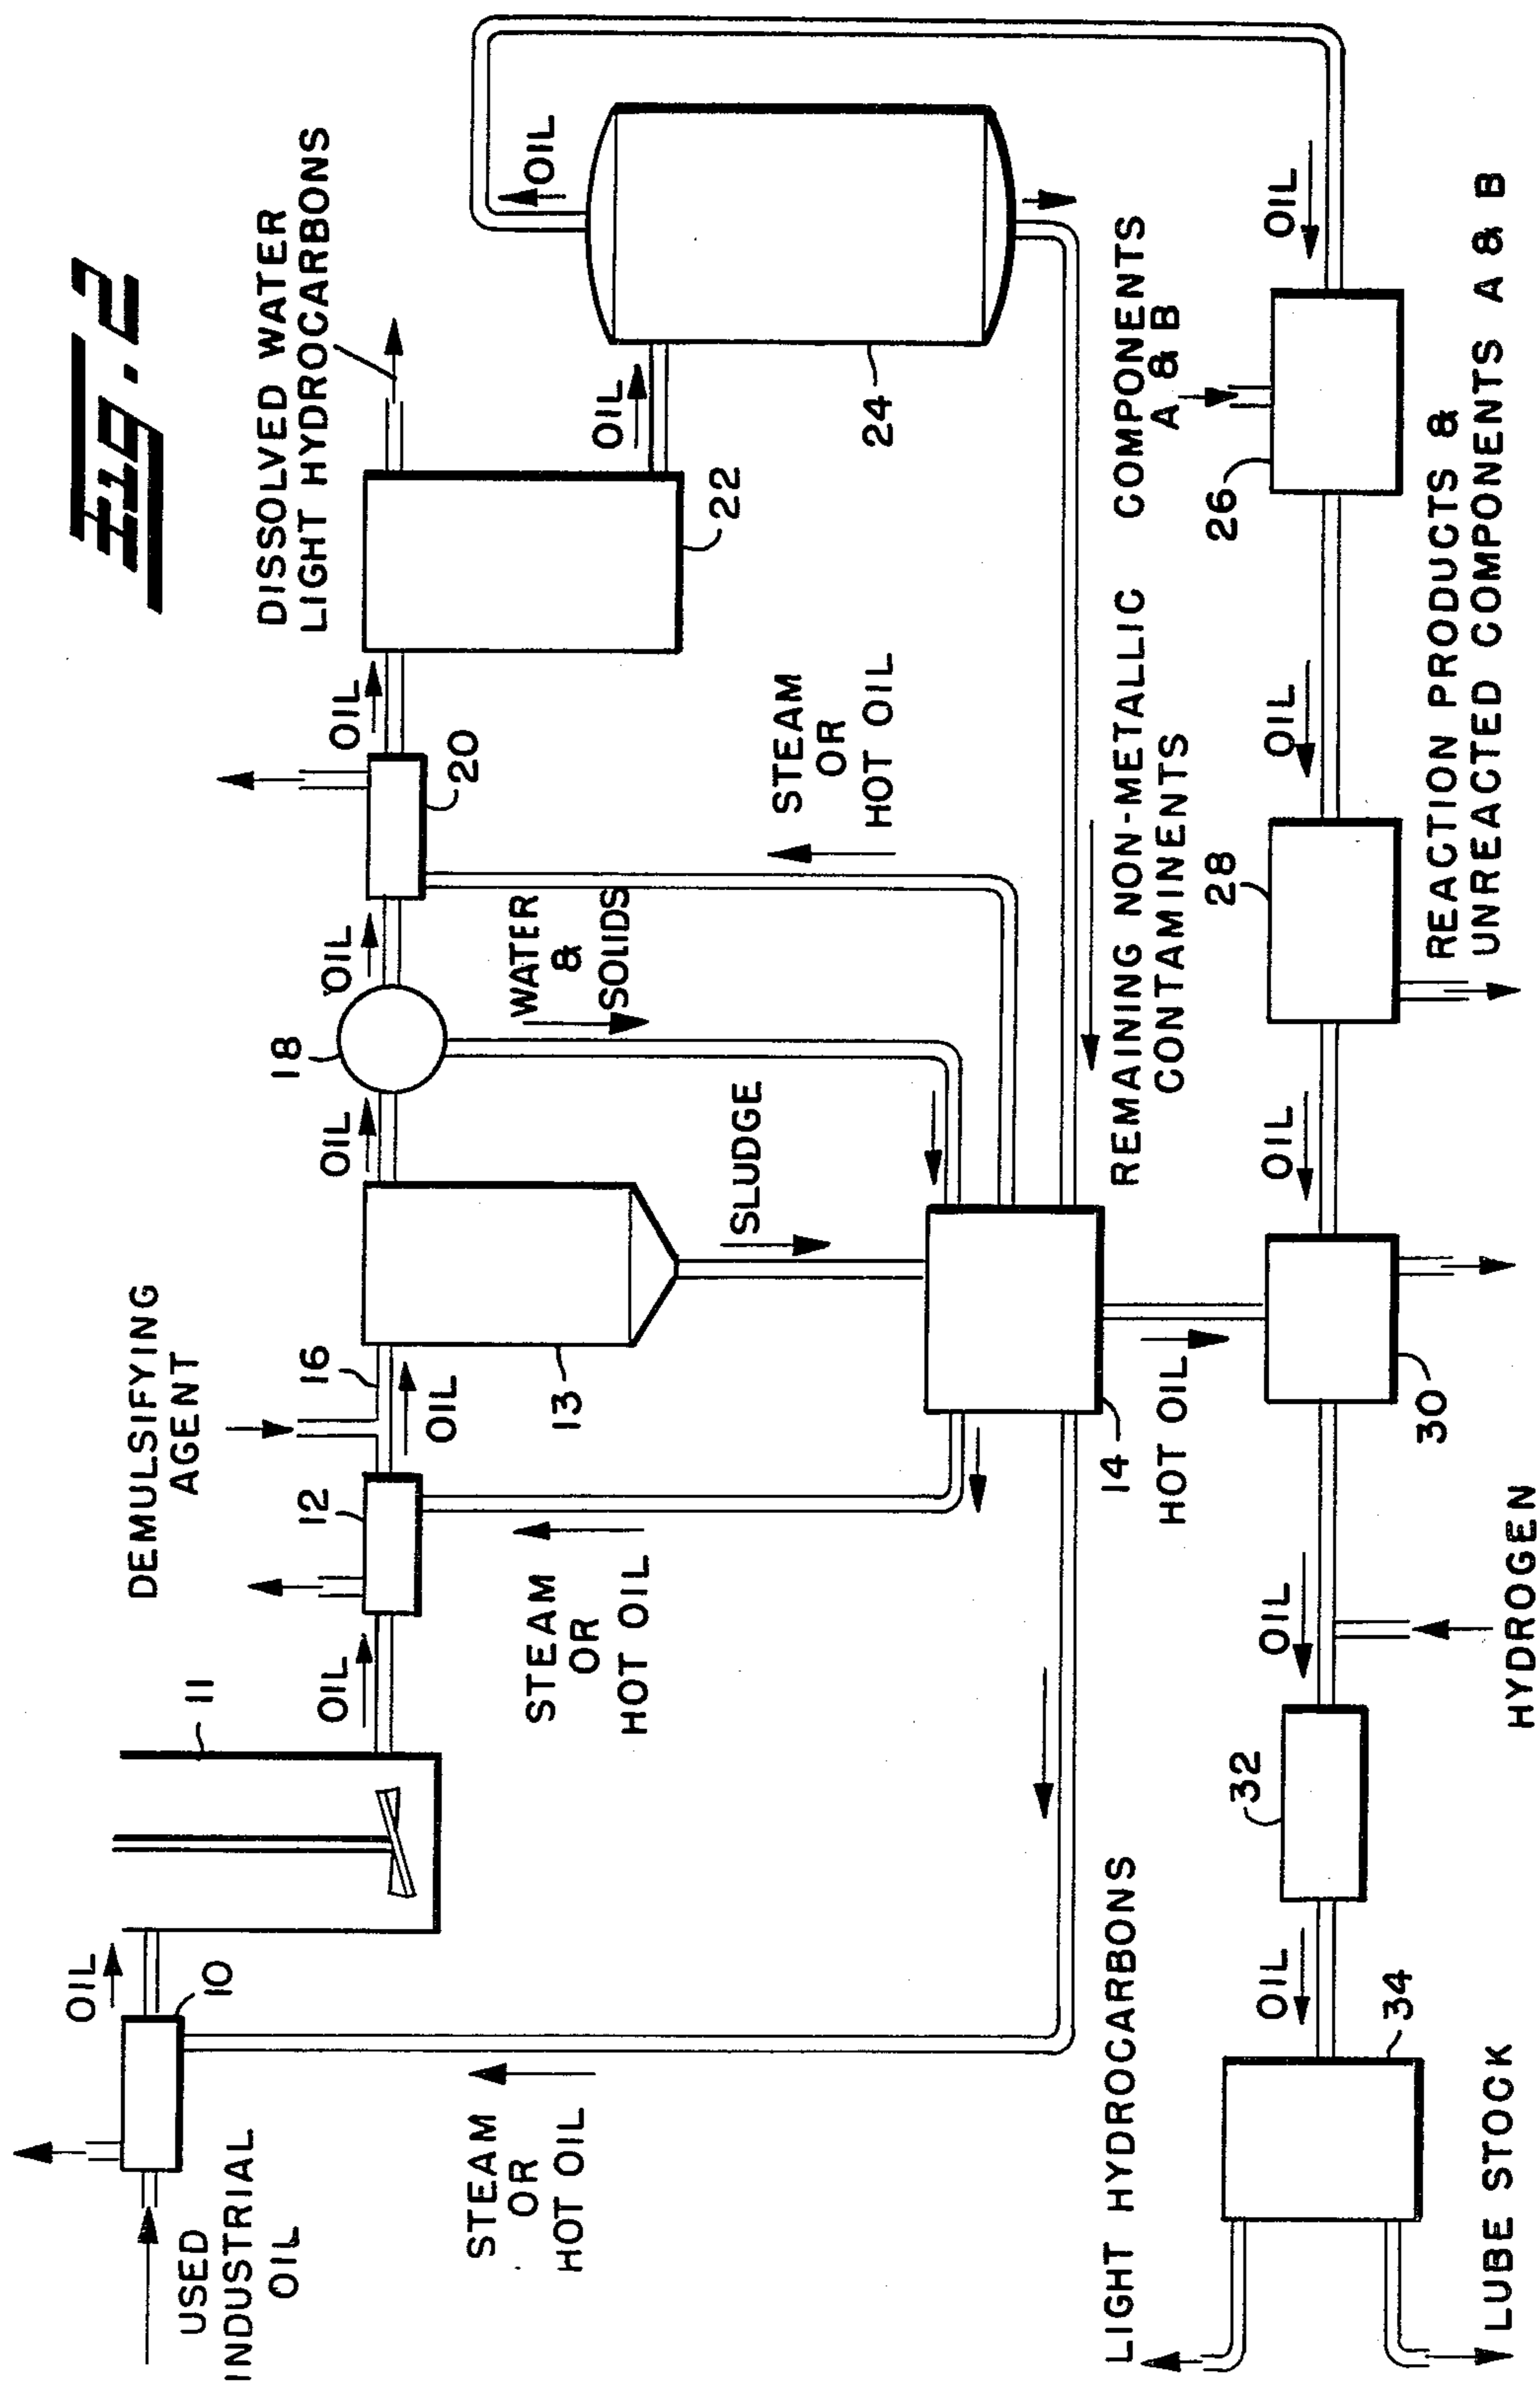 Fig. 2
USED
INDUSTRIAL
OIL
OIL
10
STEAM
OR
HOT OIL
11
OIL
12
STEAM
OR
HOT OIL
DEMULSIFYING
AGENT
16
OIL
13
SLUDGE
OIL
18
WATER
&
SOLIDS
OIL
20
STEAM
OR
HOT OIL
OIL
22
DISSOLVED WATER
LIGHT HYDROCARBONS
OIL
24
OIL
14
HOT OIL
REMAINING NON-METALLIC
CONTAMINENTS
COMPONENTS
A & B
OIL
26
OIL
28
REACTION PRODUCTS &
UNREACTED COMPONENTS A & B
OIL
30
OIL
HYDROGEN
32
OIL
34
LIGHT HYDROCARBONS
LUBE STOCK